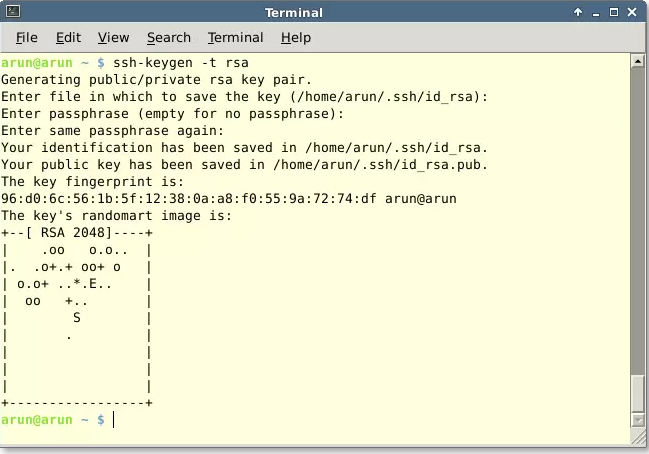 Terminal
File Edit View Search Terminal Help
arun@arun ~ $ ssh-keygen -t rsa
Generating public/private rsa key pair.
Enter file in which to save the key (/home/arun/.ssh/id_rsa):
Enter passphrase (empty for no passphrase):
Enter same passphrase again:
Your identification has been saved in /home/arun/.ssh/id_rsa.
Your public key has been saved in /home/arun/.ssh/id_rsa.pub.
The key fingerprint is:
96:d0:6c:56:1b:5f:12:38:0a:a8:f0:55:9a:72:74:df arun@arun
The key's randomart image is:
+--[ RSA 2048]----+
|    .oo   o.o..  |
|.  .o+.+ oo+ o   |
| o.o+ ..*.E..    |
|  oo   +..       |
|        S        |
|       .         |
|                 |
|                 |
|                 |
+-----------------+
arun@arun ~ $